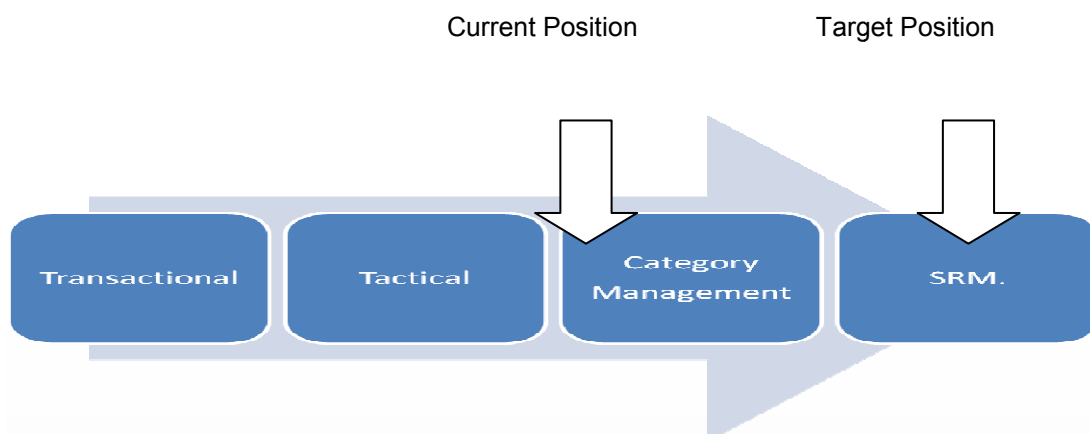 Current Position
Target Position
Transactional
Tactical
Category
Management
SRM.